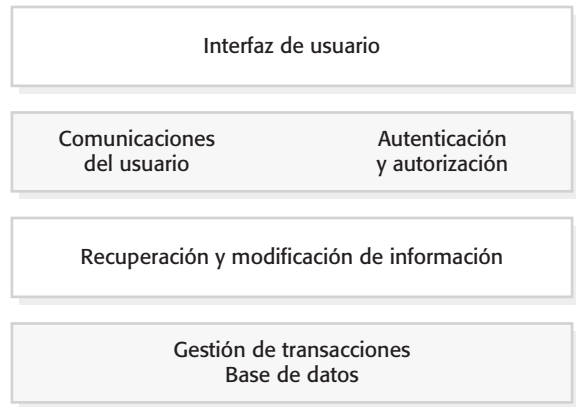 Interfaz de usuario
Comunicaciones
del usuario
Autenticación
y autorización
Recuperación y modificación de información
Gestión de transacciones
Base de datos